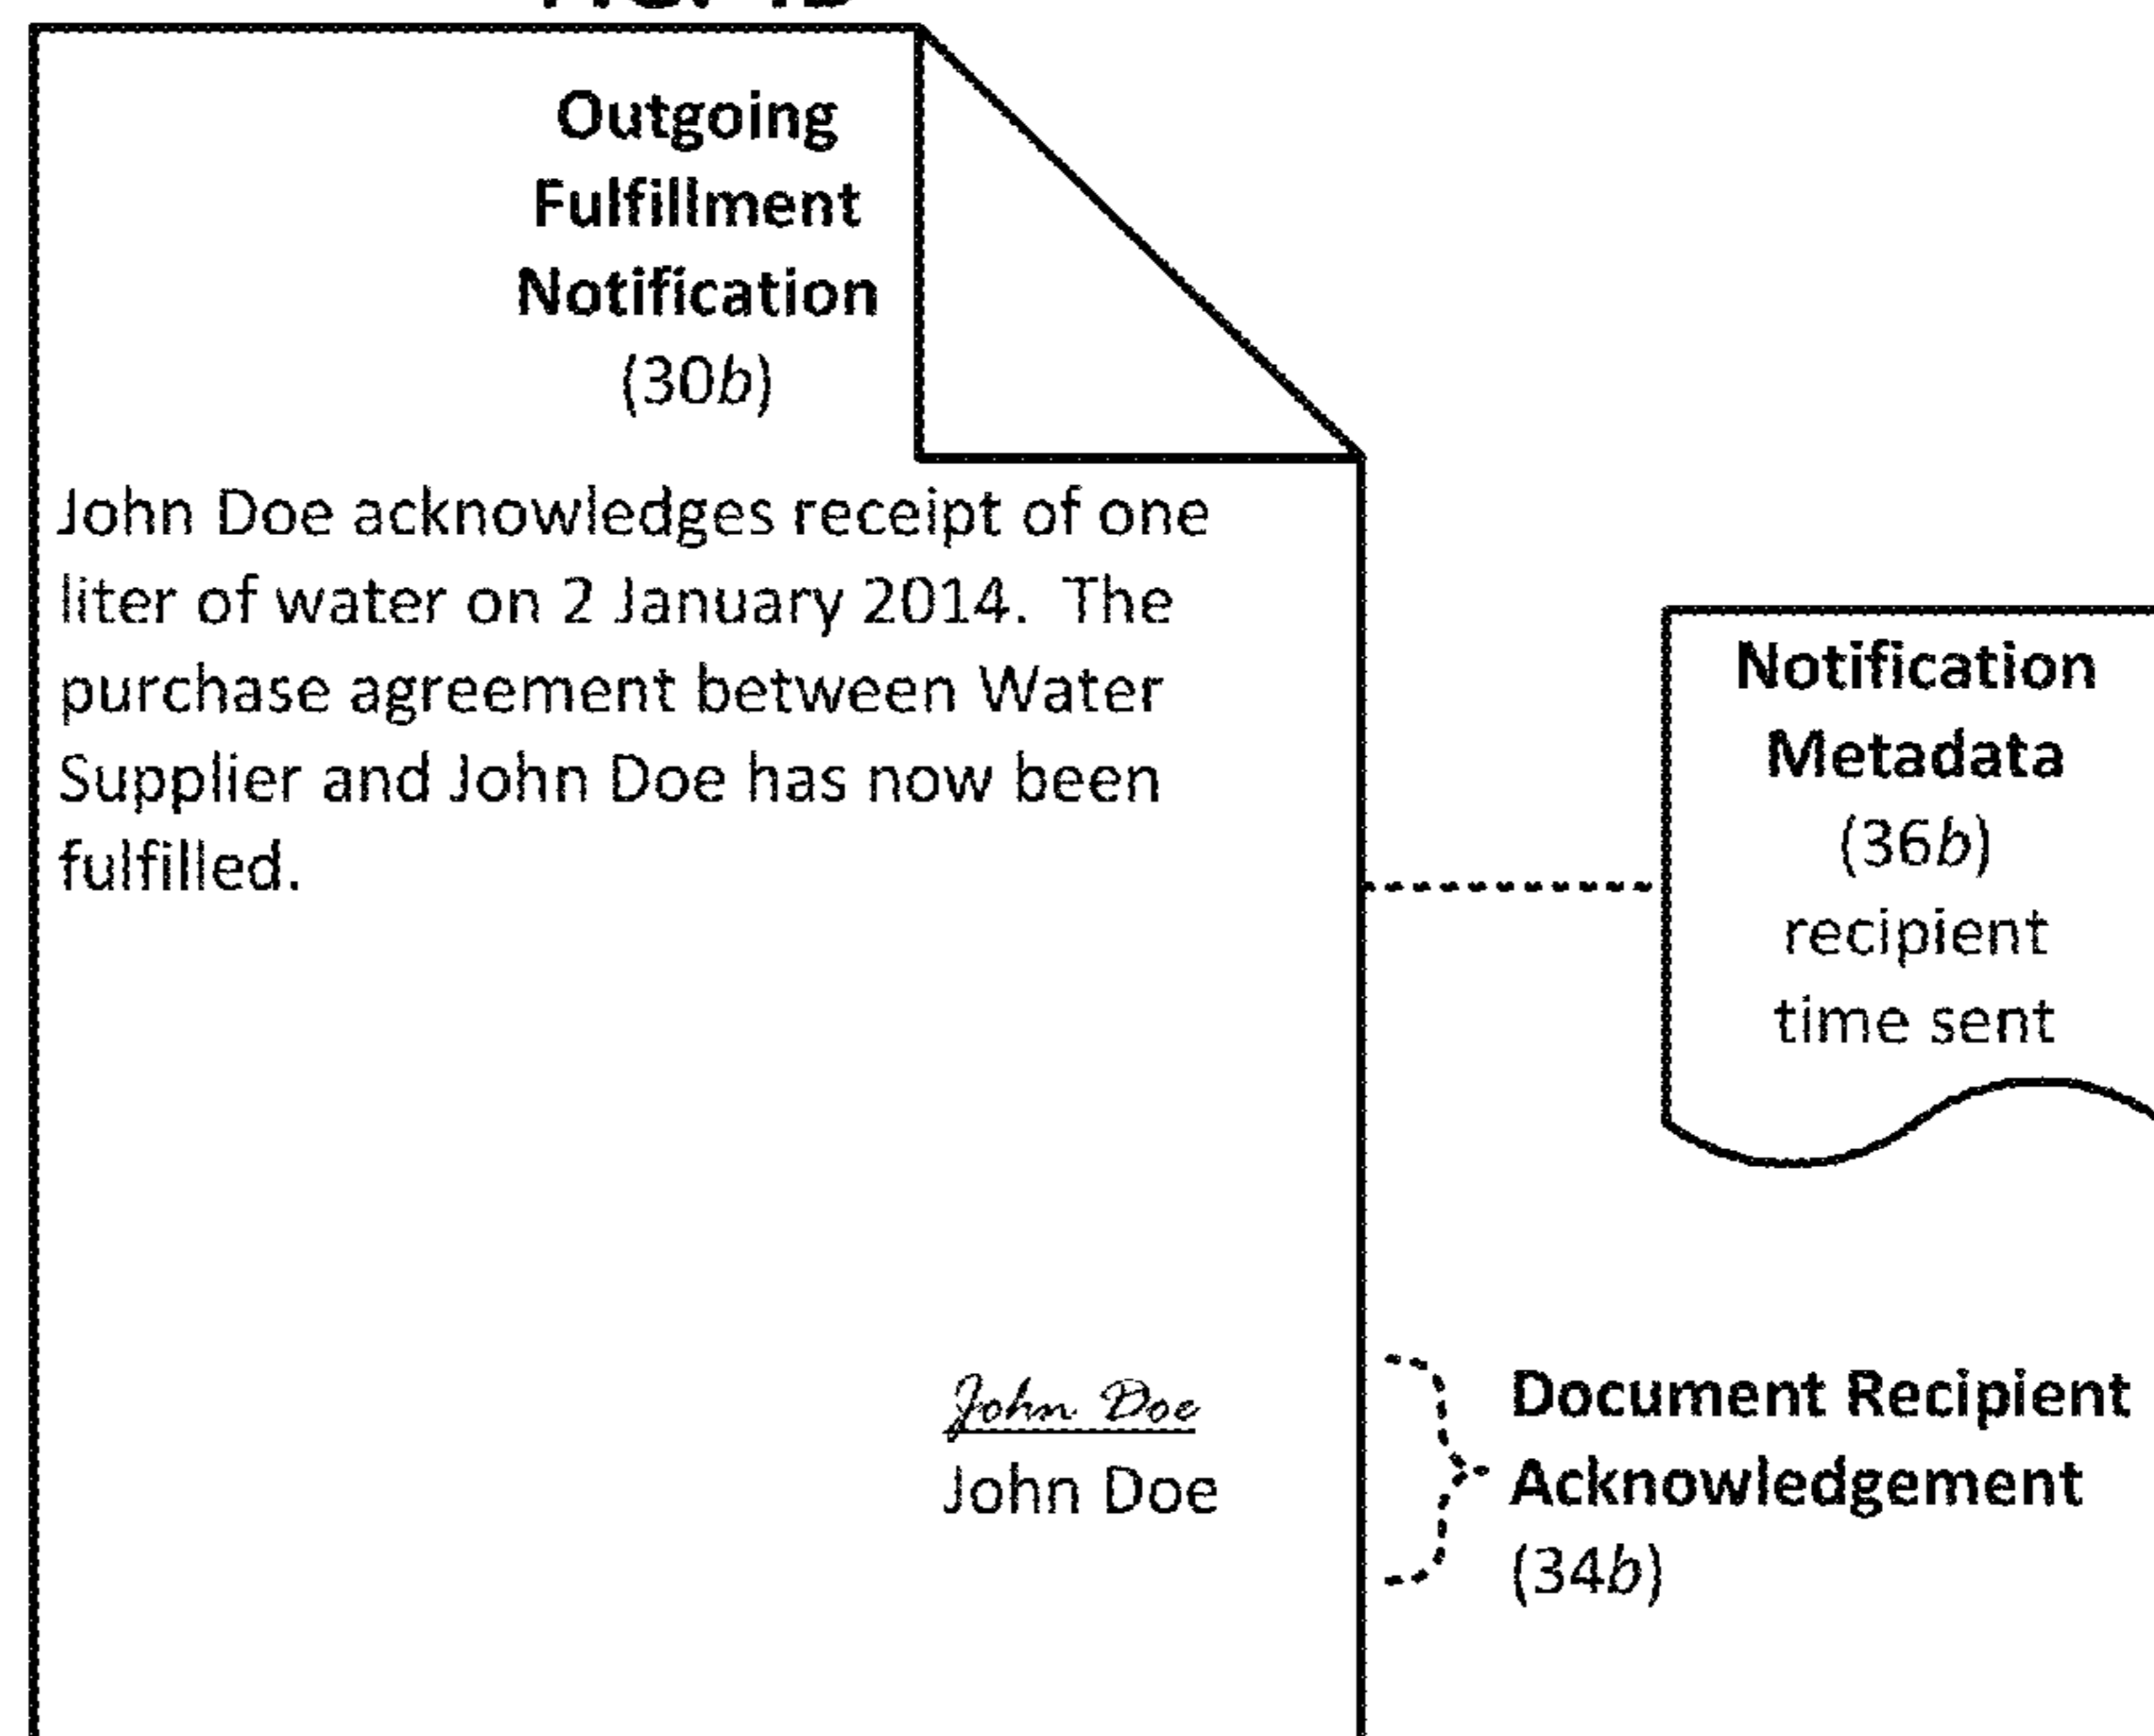 Outgoing
Fulfillment
Notification
(30b)
John Doe acknowledges receipt of one
liter of water on 2 January 2014.  The
purchase agreement between Water
Supplier and John Doe has now been
fulfilled.
Notification
Metadata
(36b)
recipient
time sent
John Doe
John Doe
Document Recipient
Acknowledgement
(34b)